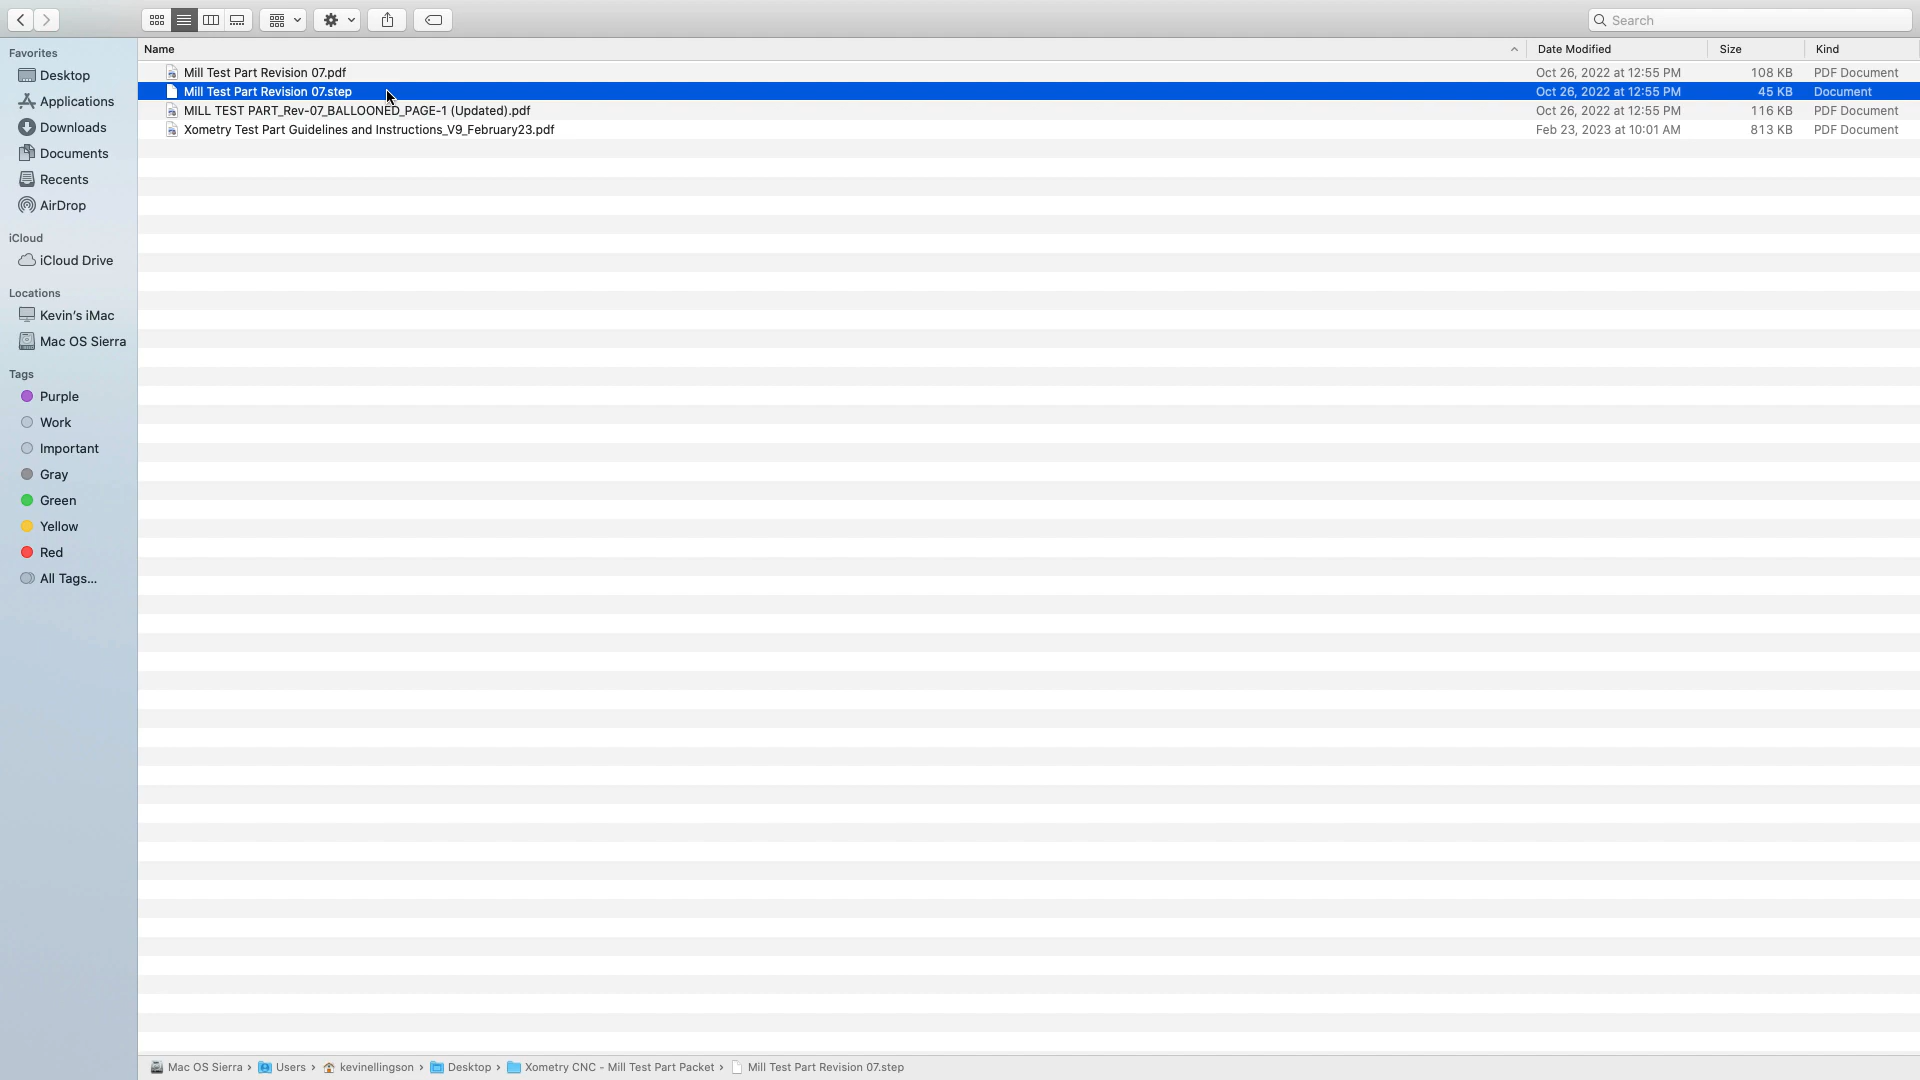 Search
Favorites
Name
Date Modified
Size
Kind
Desktop
Mill Test Part Revision 07.pdf
Oct 26, 2022 at 12:55 PM
108 KB
PDF Document
Applications
Mill Test Part Revision 07.step
Oct 26, 2022 at 12:55 PM
45 KB
Document
Downloads
MILL TEST PART_Rev-07_BALLOONED_PAGE-1 (Updated).pdf
Oct 26, 2022 at 12:55 PM
116 KB
PDF Document
Xometry Test Part Guidelines and Instructions_V9_February23.pdf
Feb 23, 2023 at 10:01 AM
813 KB
PDF Document
Documents
Recents
AirDrop
iCloud
iCloud Drive
Locations
Kevin's iMac
Mac OS Sierra
Tags
Purple
Work
Important
Gray
Green
Yellow
Red
All Tags...
Mac OS Sierra › Users › kevinellingson › Desktop › Xometry CNC - Mill Test Part Packet › Mill Test Part Revision 07.step